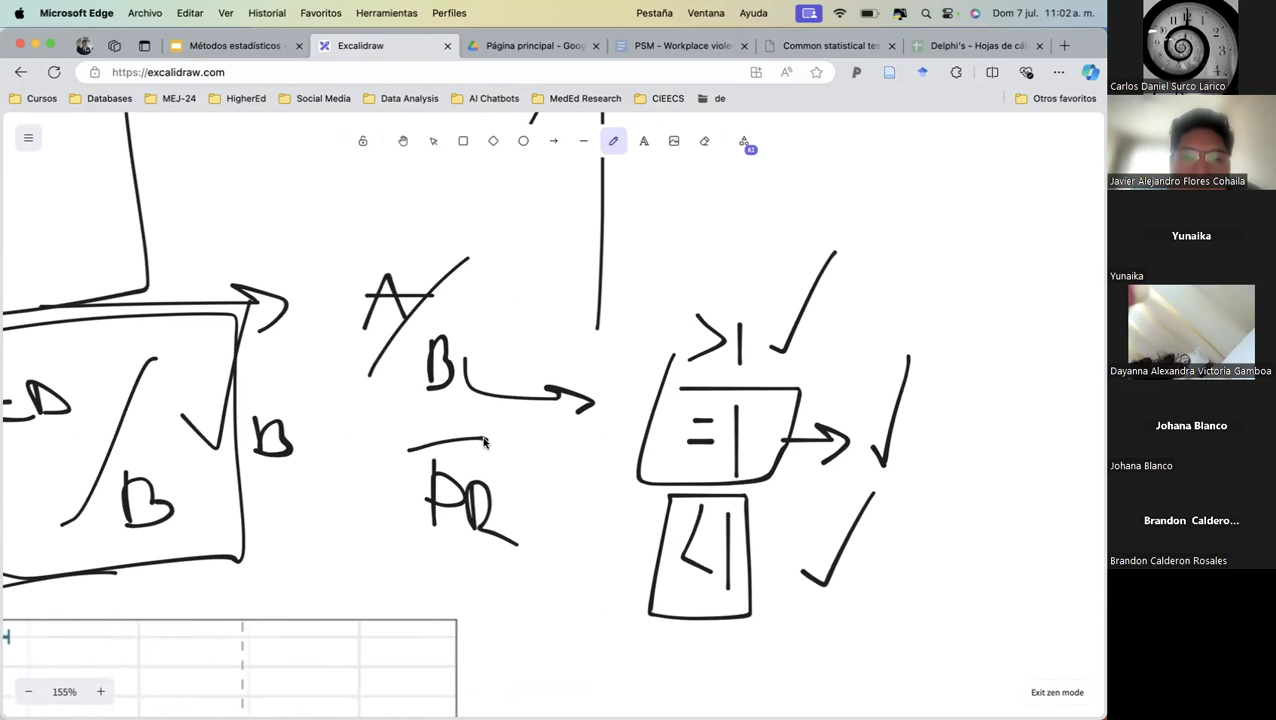 Microsoft Edge Archivo Editar Ver Historial Favoritos Herramientas Perfiles Pestaña Ventana Ayuda Dom 7 jul. 11:02 a. m.
Métodos estadísticos - Excalidraw Página principal - Goog PSM - Workplace viole Common statistical tes Delphi's - Hojas de cál
https://excalidraw.com
Cursos Databases MEJ-24 HigherEd Social Media Data Analysis AI Chatbots MedEd Research CIEECS de Otros favoritos
A
AI
>1
B
=1
D
B
B
PR
<1
155%
Exit zen mode
Carlos Daniel Surco Larico
Javier Alejandro Flores Cohaila
Yunaika
Yunaika
Dayanna Alexandra Victoria Gamboa
Johana Blanco
Johana Blanco
Brandon Caldero...
Brandon Calderon Rosales